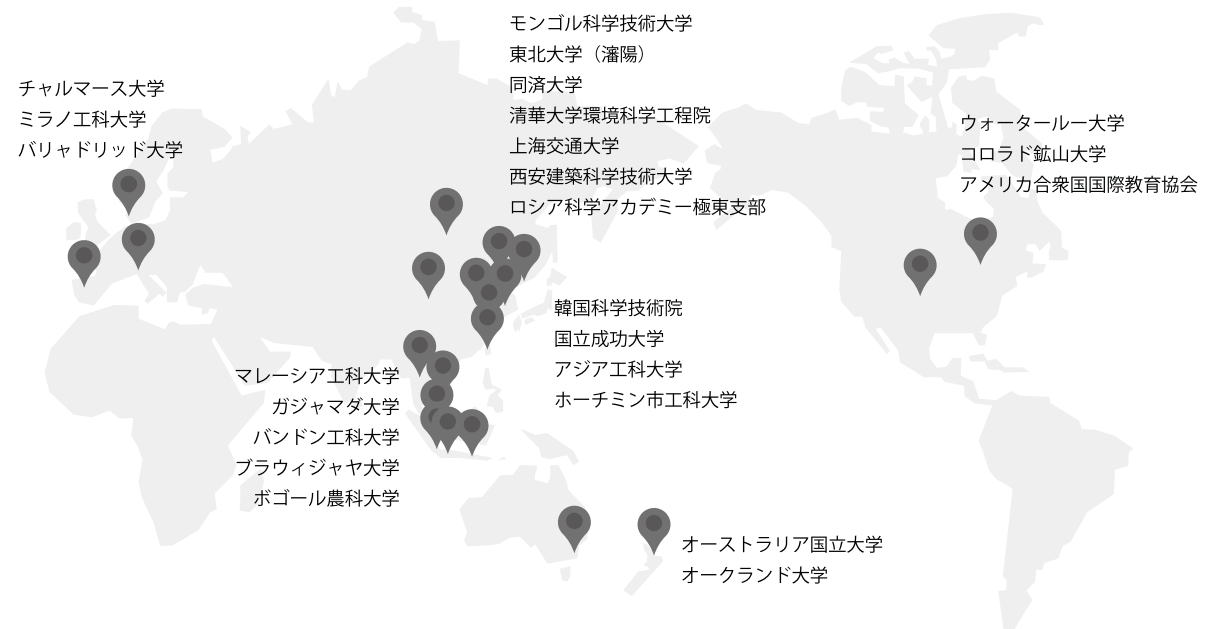 チャルマース大学
ミラノ工科大学
バリャドリッド大学
モンゴル科学技術大学
東北大学（瀋陽）
同済大学
清華大学環境科学工程院
上海交通大学
西安建築科学技術大学
ロシア科学アカデミー極東支部
ウォータールー大学
コロラド鉱山大学
アメリカ合衆国国際教育協会
韓国科学技術院
国立成功大学
アジア工科大学
ホーチミン市工科大学
マレーシア工科大学
ガジャマダ大学
バンドン工科大学
ブラウィジャヤ大学
ボゴール農科大学
オーストラリア国立大学
オークランド大学